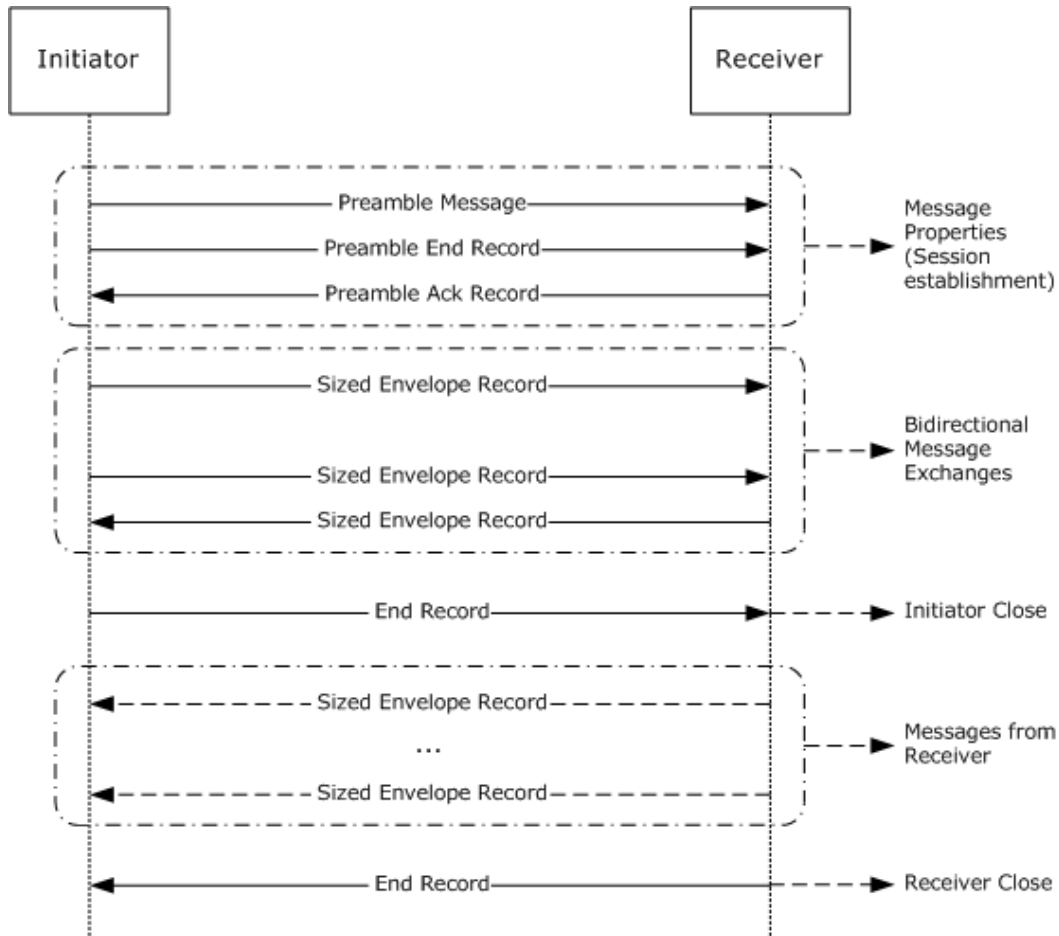 Initiator
Receiver
Preamble Message
Preamble End Record
Preamble Ack Record
Message
Properties
(Session
establishment)
Sized Envelope Record
Sized Envelope Record
Sized Envelope Record
Bidirectional
Message
Exchanges
End Record
Initiator Close
Sized Envelope Record
...
Sized Envelope Record
Messages from
Receiver
End Record
Receiver Close